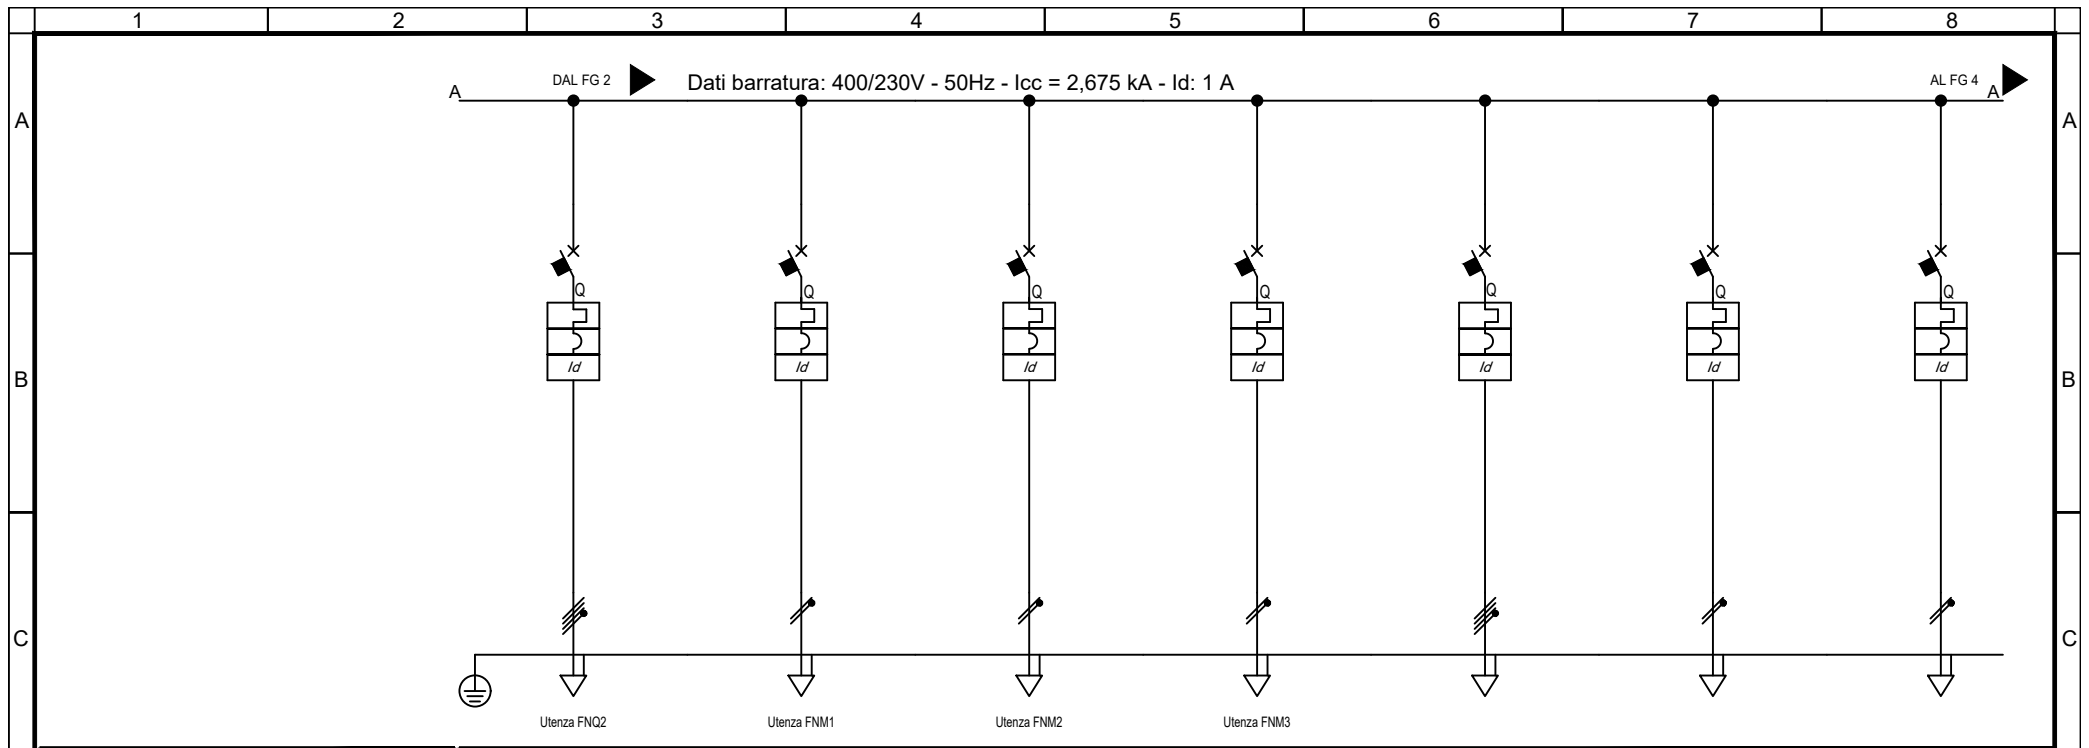 1 2 3 4 5 6 7 8
DAL FG 2 Dati barratura: 400/230V - 50Hz - Icc = 2,675 kA - Id: 1 A AL FG 4
A A
A A
Q Q Q Q Q Q Q
Id Id Id Id Id Id Id
B B
C C
Utenza FNQ2 Utenza FNM1 Utenza FNM2 Utenza FNM3